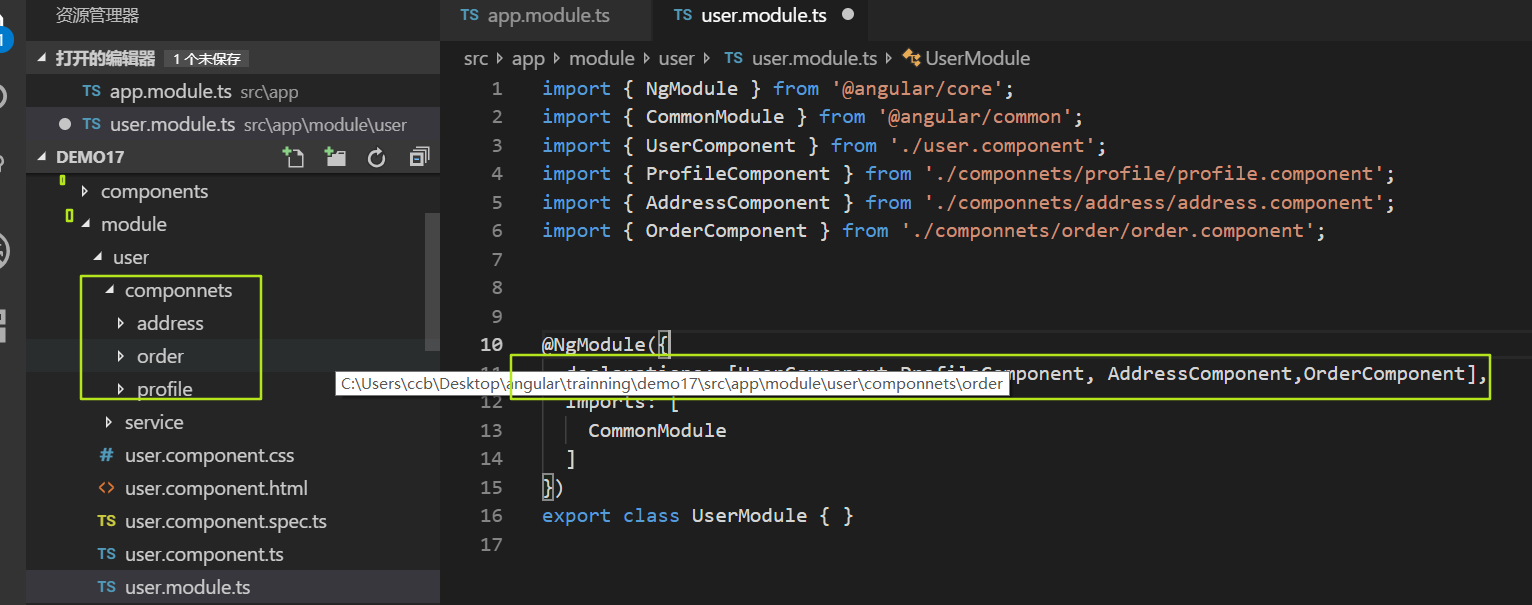 资源管理器
打开的编辑器 1 个未保存
TS app.module.ts src\app
TS user.module.ts src\app\module\user
DEMO17
components
module
user
componnets
address
order
profile
service
# user.component.css
<> user.component.html
TS user.component.spec.ts
TS user.component.ts
TS user.module.ts
TS app.module.ts TS user.module.ts
src app module user TS user.module.ts UserModule
1 import { NgModule } from '@angular/core';
2 import { CommonModule } from '@angular/common';
3 import { UserComponent } from './user.component';
4 import { ProfileComponent } from './componnets/profile/profile.component';
5 import { AddressComponent } from './componnets/address/address.component';
6 import { OrderComponent } from './componnets/order/order.component';
7
8
9
10 @NgModule({
11 declarations: [UserComponent,ProfileComponent, AddressComponent,OrderComponent],
C:\Users\ccb\Desktop\angular\trainning\demo17\src\app\module\user\componnets\order
12 imports: [
13 CommonModule
14 ]
15 })
16 export class UserModule { }
17